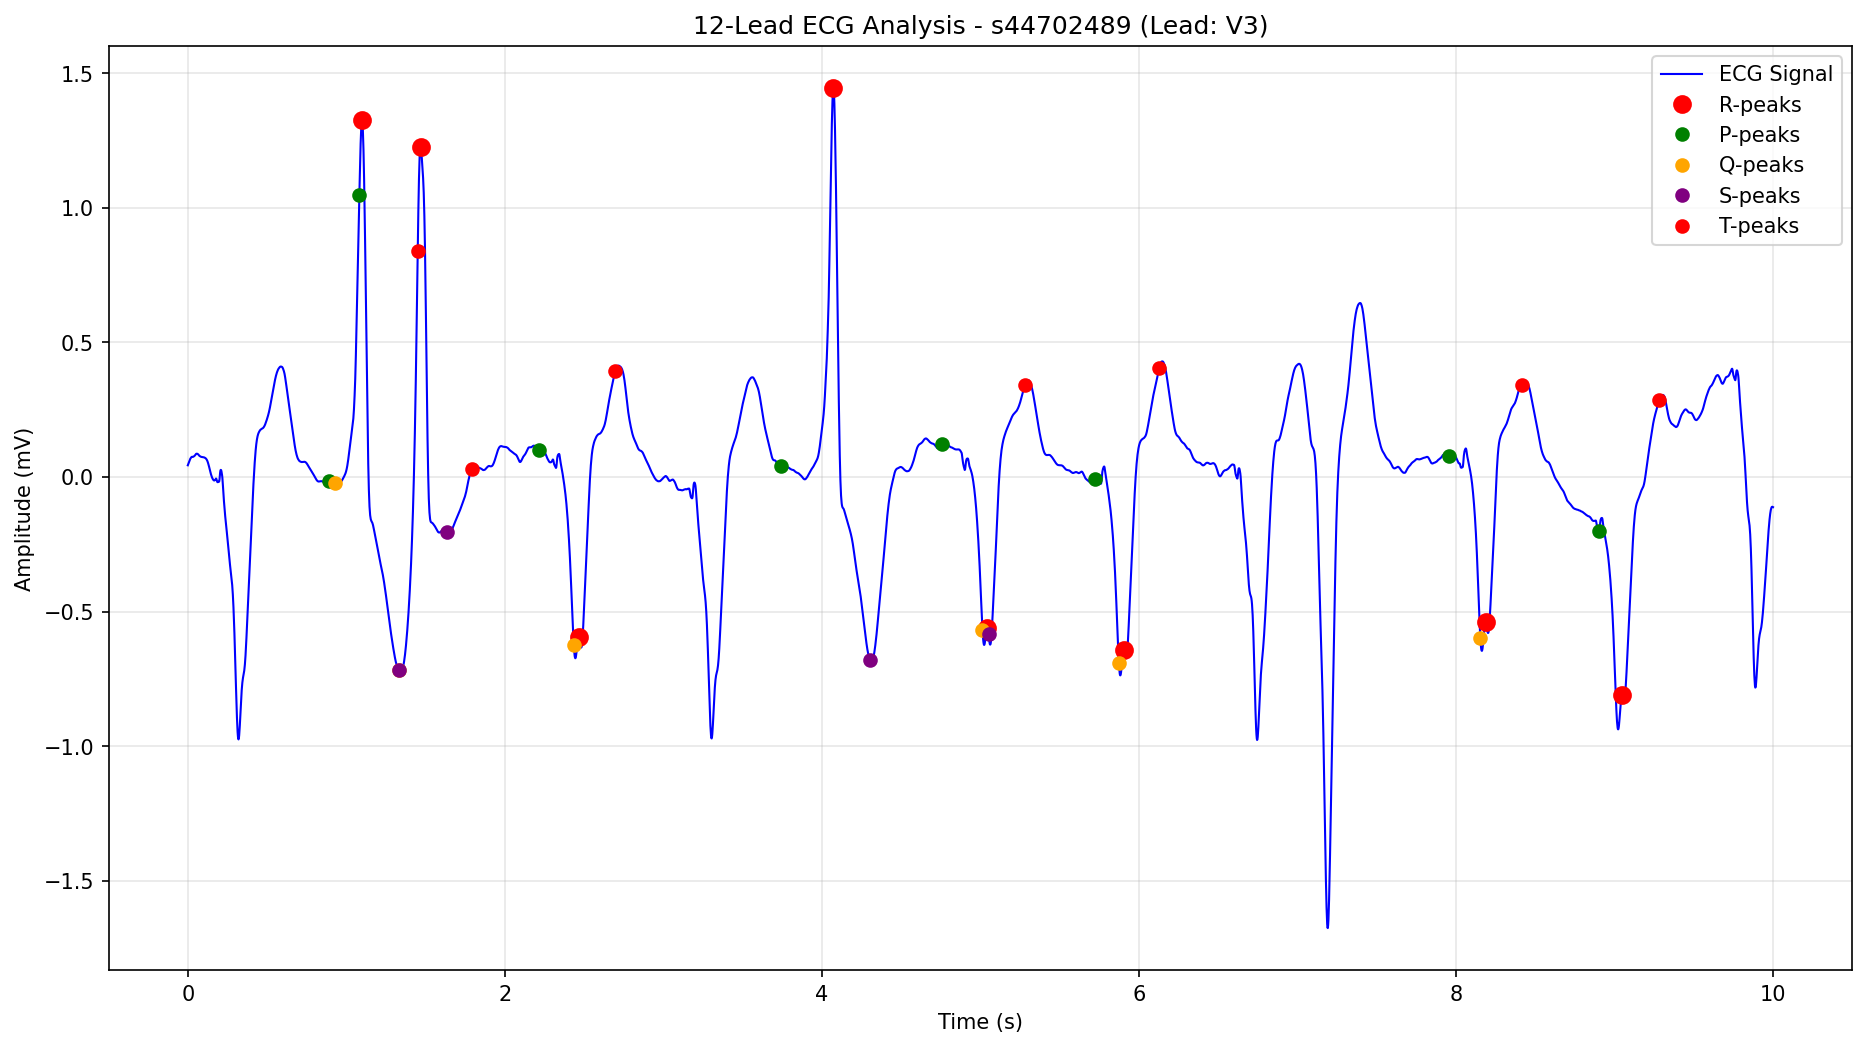 12-Lead ECG Analysis - s44702489 (Lead: V3)
ECG Signal
R-peaks
P-peaks
Q-peaks
S-peaks
T-peaks
Amplitude (mV)
1.5
1.0
0.5
0.0
−0.5
−1.0
−1.5
0 2 4 6 8 10
Time (s)